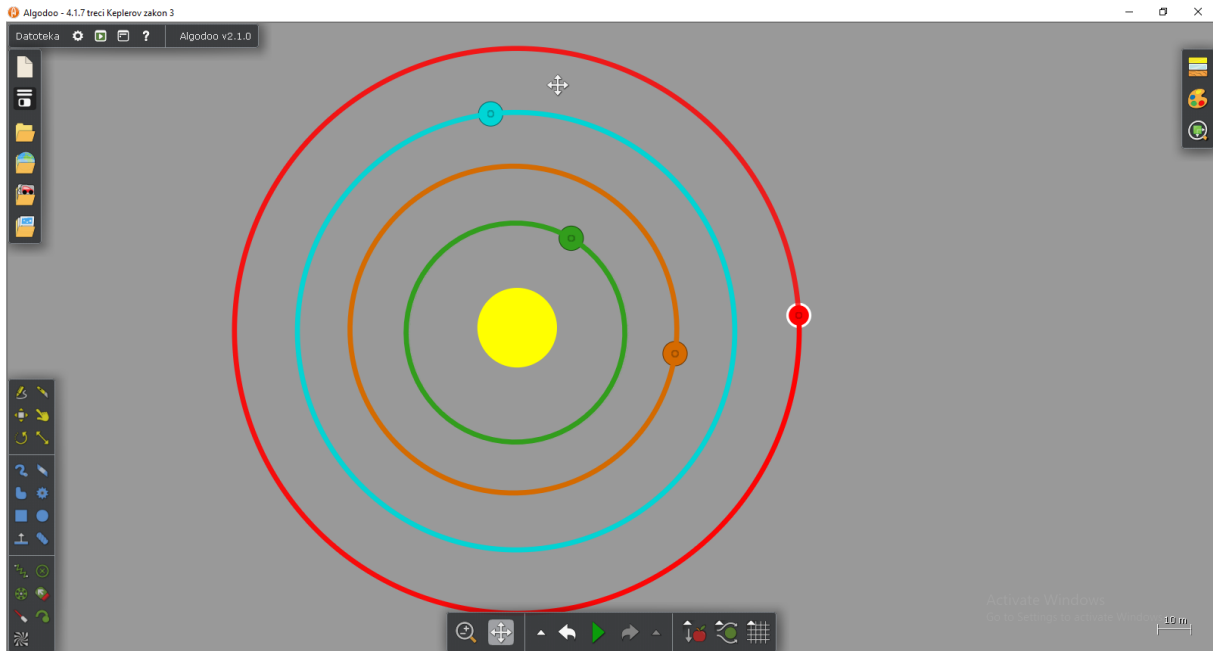 Algodoo - 4.1.7 treci Keplerov zakon 3
Datoteka ? Algodoo v2.1.0
Activate Windows
Go to Settings to activate Windows
10 m